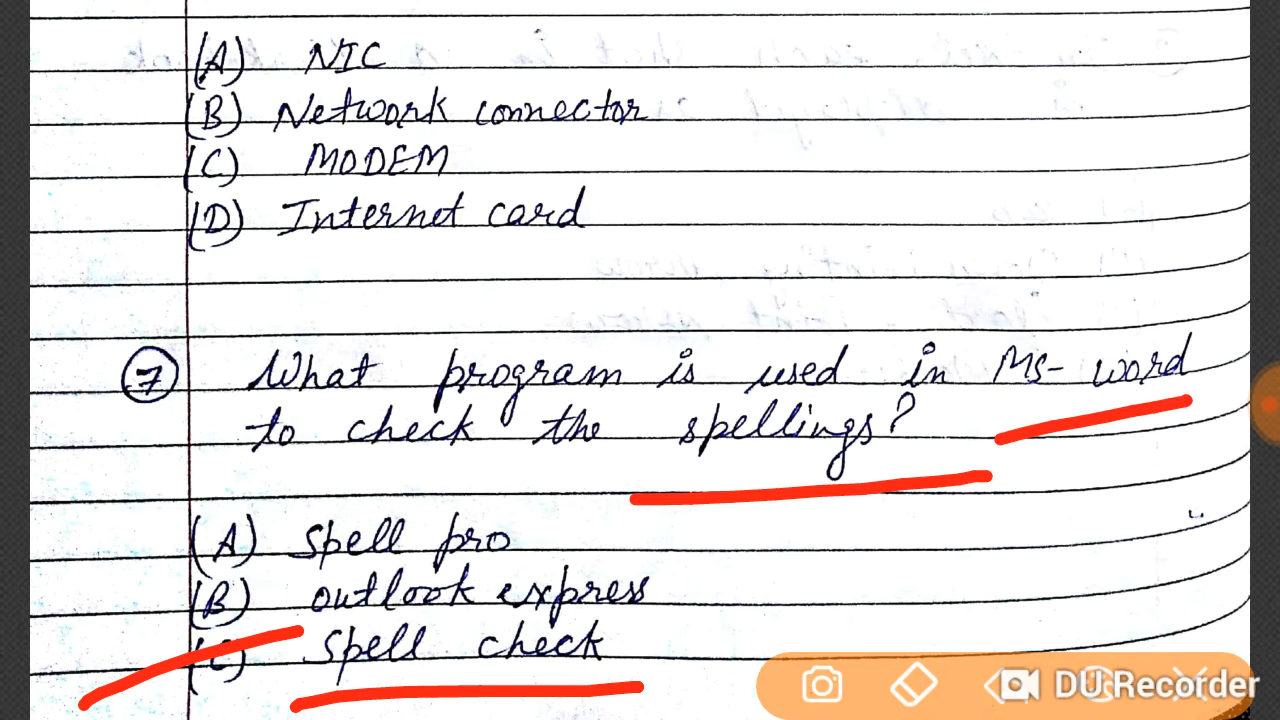 (A) NIC
(B) Network connector
(C) MODEM
(D) Internet card
7 What program is used in MS-word
to check the spellings?
(A) Spell pro
(B) outlook express
(C) Spell check
DU Recorder